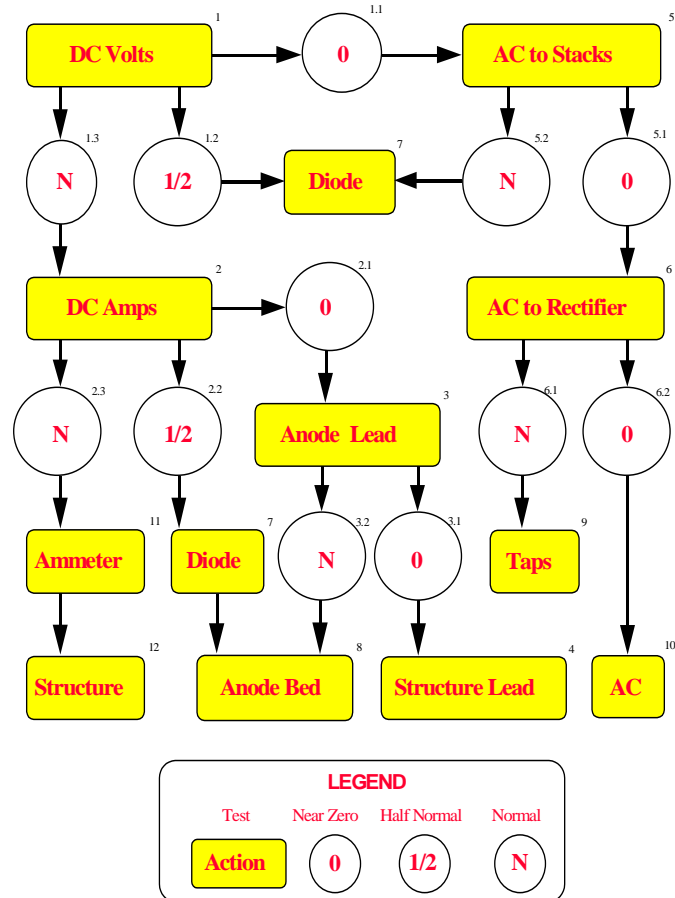 1
1.1
5
DC Volts
0
AC to Stacks
1.3
1.2
7
5.2
5.1
N
1/2
Diode
N
0
2
2.1
6
DC Amps
0
AC to Rectifier
2.3
2.2
3
6.1
6.2
N
1/2
Anode Lead
N
0
11
7
3.2
3.1
9
Ammeter
Diode
N
0
Taps
12
8
4
10
Structure
Anode Bed
Structure Lead
AC
LEGEND
Test
Near Zero
Half Normal
Normal
Action
0
1/2
N